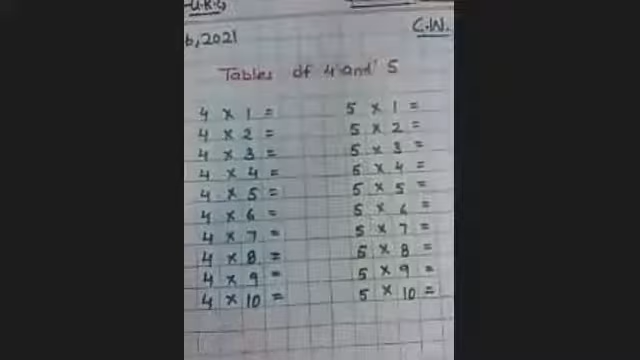 C.W.
2021
Tables of 4 and 5
4 × 1 = 5 × 1 =
4 × 2 = 5 × 2 =
4 × 3 = 5 × 3 =
4 × 4 = 5 × 4 =
4 × 5 = 5 × 5 =
4 × 6 = 5 × 6 =
4 × 7 = 5 × 7 =
4 × 8 = 5 × 8 =
4 × 9 = 5 × 9 =
4 × 10 = 5 × 10 =